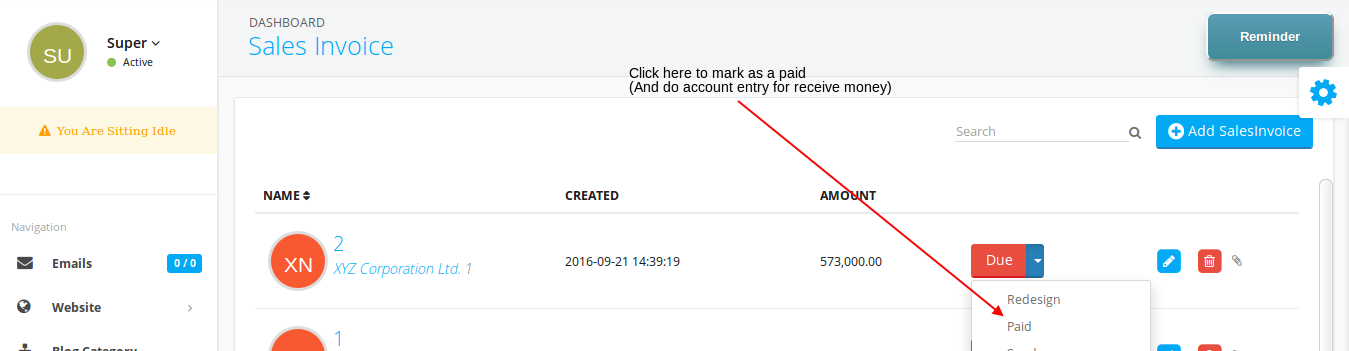 SU
Super
Active
You Are Sitting Idle
Navigation
Emails
0 / 0
Website
Blog Category
DASHBOARD
Sales Invoice
Reminder
Click here to mark as a paid
(And do account entry for receive money)
Search
Add SalesInvoice
NAME CREATED AMOUNT
XN
2
XYZ Corporation Ltd. 1
2016-09-21 14:39:19
573,000.00
Due
Redesign
Paid
1